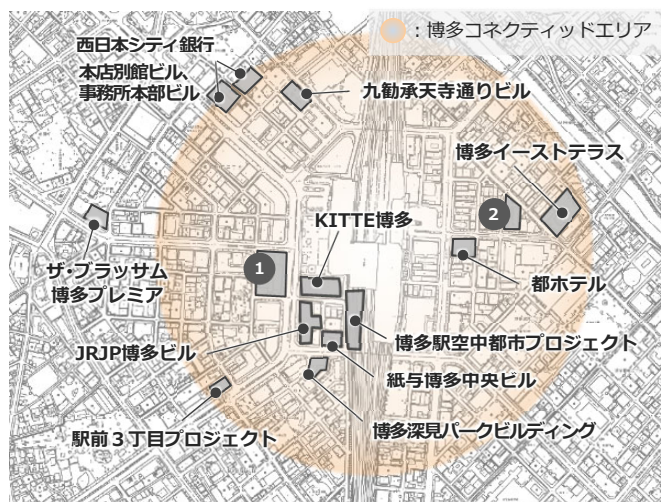 ：博多コネクティッドエリア
西日本シティ銀行
本店別館ビル、
事務所本部ビル
九勧承天寺通りビル
博多イーストテラス
2
KITTE博多
ザ・ブラッサム
博多プレミア
1
都ホテル
JRJP博多ビル
博多駅空中都市プロジェクト
紙与博多中央ビル
駅前３丁目プロジェクト
博多深見パークビルディング